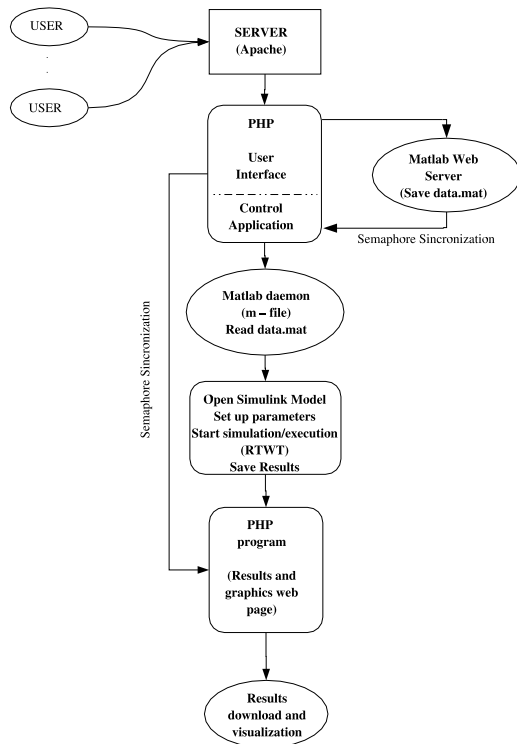 USER
.
.
USER
SERVER
(Apache)
PHP
User
Interface
Control
Application
Matlab Web
Server
(Save data.mat)
Semaphore Sincronization
Semaphore Sincronization
Matlab daemon
(m – file)
Read data.mat
Open Simulink Model
Set up parameters
Start simulation/execution
(RTWT)
Save Results
PHP
program
(Results and
graphics web
page)
Results
download and
visualization